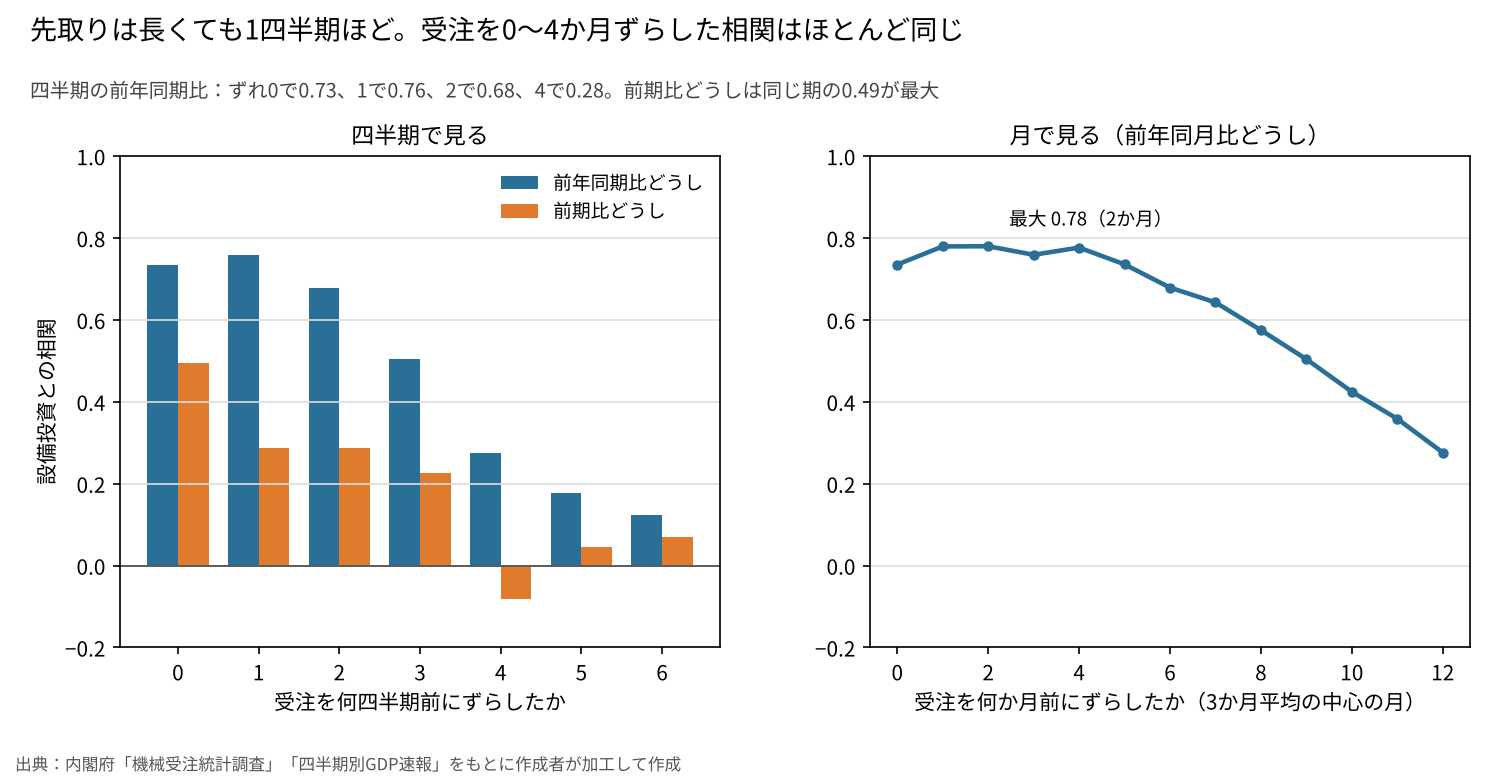 先取りは長くても1四半期ほど。受注を0〜4か月ずらした相関はほとんど同じ
四半期の前年同期比：ずれ0で0.73、1で0.76、2で0.68、4で0.28。前期比どうしは同じ期の0.49が最大
四半期で見る
設備投資との相関
1.0
0.8
0.6
0.4
0.2
0.0
−0.2
前年同期比どうし
前期比どうし
0 1 2 3 4 5 6
受注を何四半期前にずらしたか
月で見る（前年同月比どうし）
1.0
0.8
0.6
0.4
0.2
0.0
−0.2
最大 0.78（2か月）
0 2 4 6 8 10 12
受注を何か月前にずらしたか（3か月平均の中心の月）
出典：内閣府「機械受注統計調査」「四半期別GDP速報」をもとに作成者が加工して作成